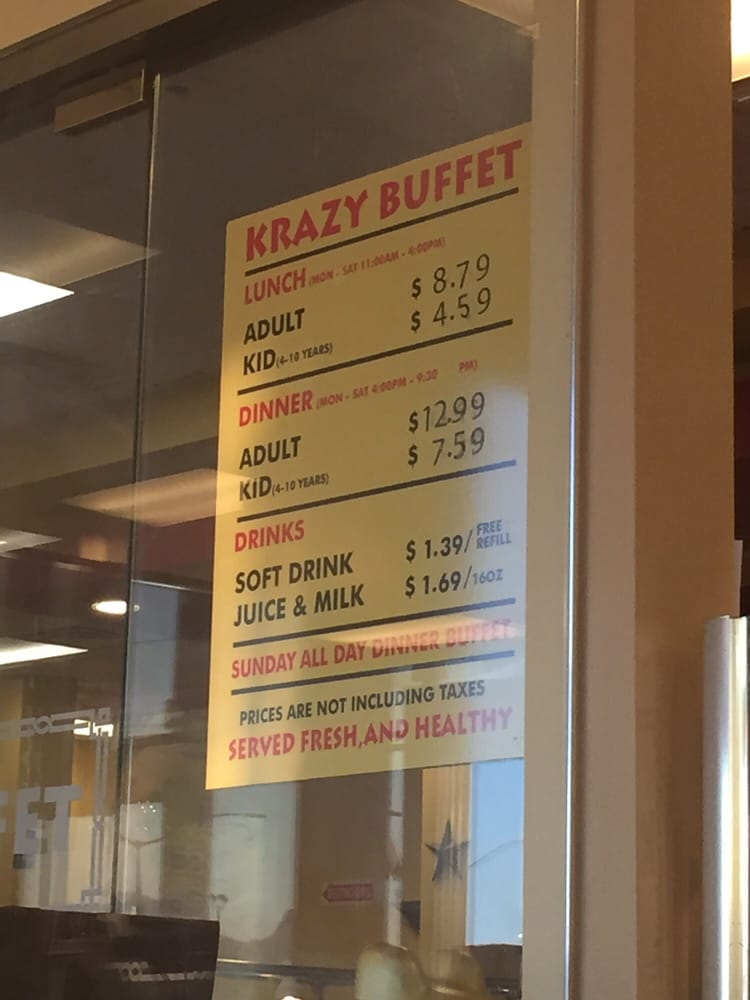 KRAZY BUFFET
LUNCH (MON - SAT 11:00AM - 4:00PM)
ADULT $ 8.79
KID (4-10 YEARS) $ 4.59
DINNER (MON - SAT 4:00PM - 9:30 PM)
ADULT $12.99
KID (4-10 YEARS) $ 7.59
DRINKS
SOFT DRINK $ 1.39/ FREE REFILL
JUICE & MILK $ 1.69/16OZ
SUNDAY ALL DAY DINNER BUFFET
PRICES ARE NOT INCLUDING TAXES
SERVED FRESH,AND HEALTHY
FET